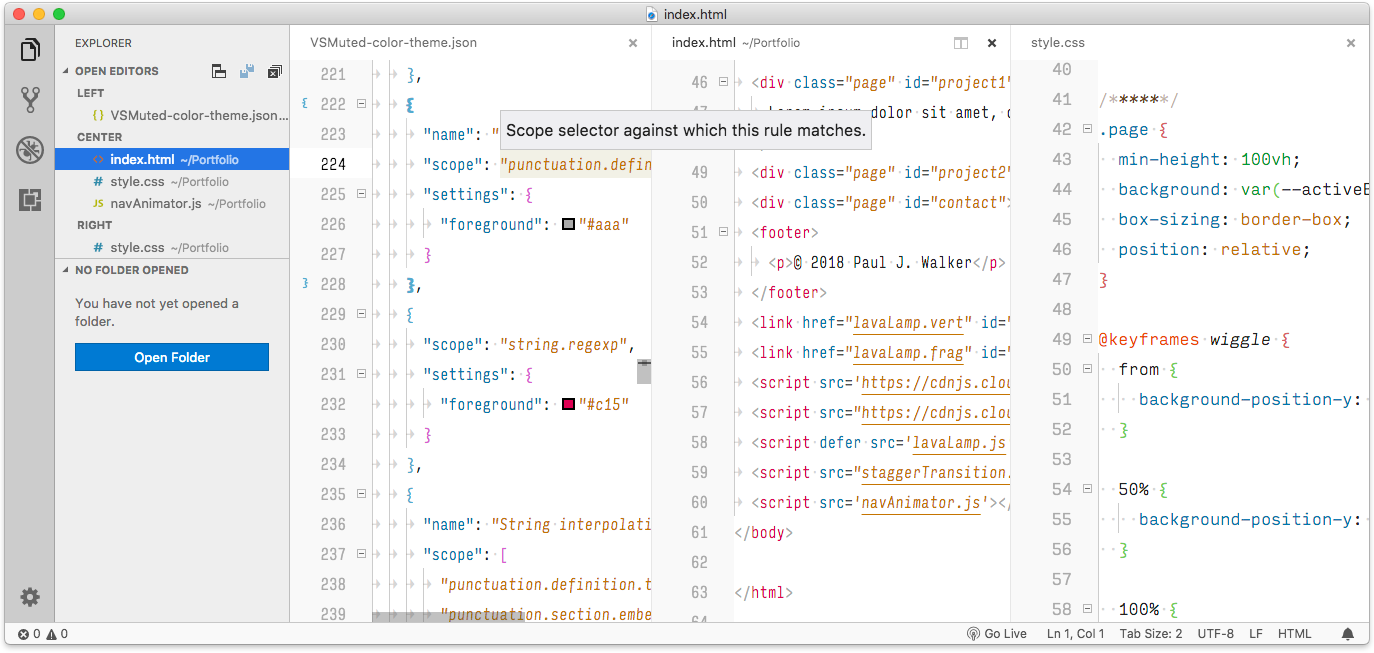 index.html
EXPLORER
OPEN EDITORS
LEFT
{} VSMuted-color-theme.json...
CENTER
<> index.html ~/Portfolio
# style.css ~/Portfolio
JS navAnimator.js ~/Portfolio
RIGHT
# style.css ~/Portfolio
NO FOLDER OPENED
You have not yet opened a
folder.
Open Folder
VSMuted-color-theme.json
221 },
222 {
223 "name": "
224 "scope": "punctuation.defin
225 "settings": {
226 "foreground": "#aaa"
227 }
228 },
229 {
230 "scope": "string.regexp",
231 "settings": {
232 "foreground": "#c15"
233 }
234 },
235 {
236 "name": "String interpolati
237 "scope": [
238 "punctuation.definition.t
239 "punctuation.section.embe
Scope selector against which this rule matches.
index.html ~/Portfolio
46 <div class="page" id="project1"
47 Lorem ipsum dolor sit amet,
49 <div class="page" id="project2"
50 <div class="page" id="contact">
51 <footer>
52 <p>© 2018 Paul J. Walker</p>
53 </footer>
54 <link href="lavaLamp.vert" id="
55 <link href="lavaLamp.frag" id="
56 <script src='https://cdnjs.clou
57 <script src="https://cdnjs.clou
58 <script defer src='lavaLamp.js
59 <script src="staggerTransition.
60 <script src='navAnimator.js'></
61 </body>
62
63 </html>
64
style.css
40
41 /*****/
42 .page {
43 min-height: 100vh;
44 background: var(--activeB
45 box-sizing: border-box;
46 position: relative;
47 }
48
49 @keyframes wiggle {
50 from {
51 background-position-y:
52 }
53
54 50% {
55 background-position-y:
56 }
57
58 100% {
0 0
Go Live Ln 1, Col 1 Tab Size: 2 UTF-8 LF HTML